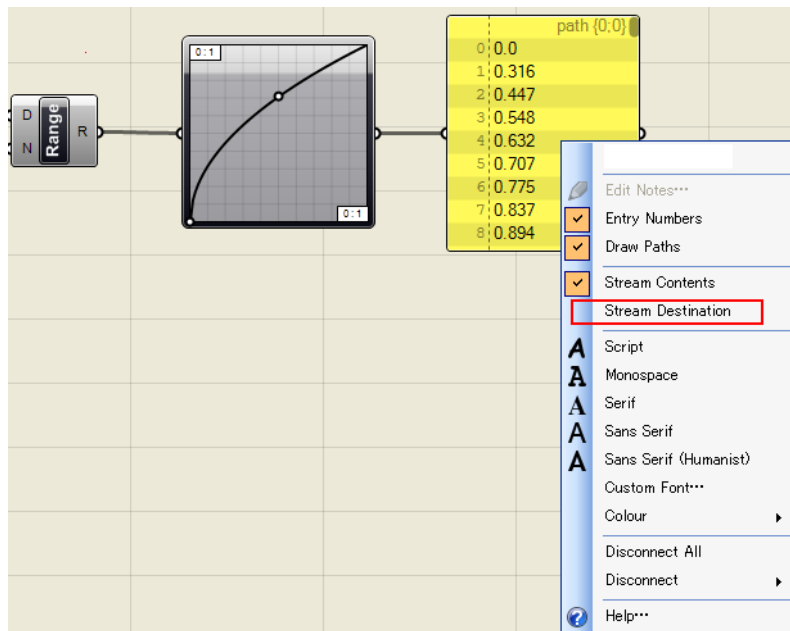 D
N
Range
R
0:1
0:1
path {0;0}
0 0.0
1 0.316
2 0.447
3 0.548
4 0.632
5 0.707
6 0.775
7 0.837
8 0.894
Edit Notes…
Entry Numbers
Draw Paths
Stream Contents
Stream Destination
A Script
A Monospace
A Serif
A Sans Serif
A Sans Serif (Humanist)
Custom Font…
Colour
Disconnect All
Disconnect
? Help…